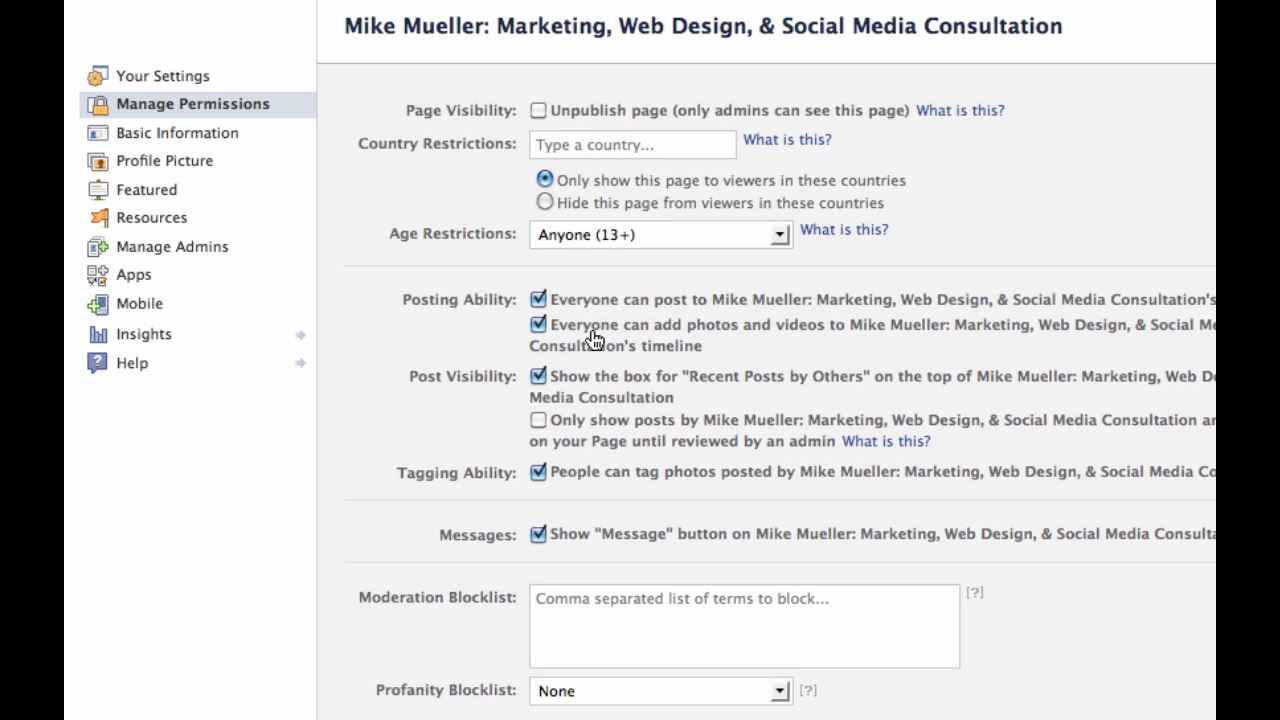 Mike Mueller: Marketing, Web Design, & Social Media Consultation
Your Settings
Manage Permissions
Basic Information
Profile Picture
Featured
Resources
Manage Admins
Apps
Mobile
Insights
Help
Page Visibility: Unpublish page (only admins can see this page) What is this?
Country Restrictions: Type a country... What is this?
Only show this page to viewers in these countries
Hide this page from viewers in these countries
Age Restrictions: Anyone (13+) What is this?
Posting Ability: Everyone can post to Mike Mueller: Marketing, Web Design, & Social Media Consultation's
Everyone can add photos and videos to Mike Mueller: Marketing, Web Design, & Social
Consultation's timeline
Post Visibility: Show the box for "Recent Posts by Others" on the top of Mike Mueller: Marketing, Web
Media Consultation
Only show posts by Mike Mueller: Marketing, Web Design, & Social Media Consultation
on your Page until reviewed by an admin What is this?
Tagging Ability: People can tag photos posted by Mike Mueller: Marketing, Web Design, & Social Media
Messages: Show "Message" button on Mike Mueller: Marketing, Web Design, & Social Media
Moderation Blocklist: Comma separated list of terms to block... [?]
Profanity Blocklist: None [?]